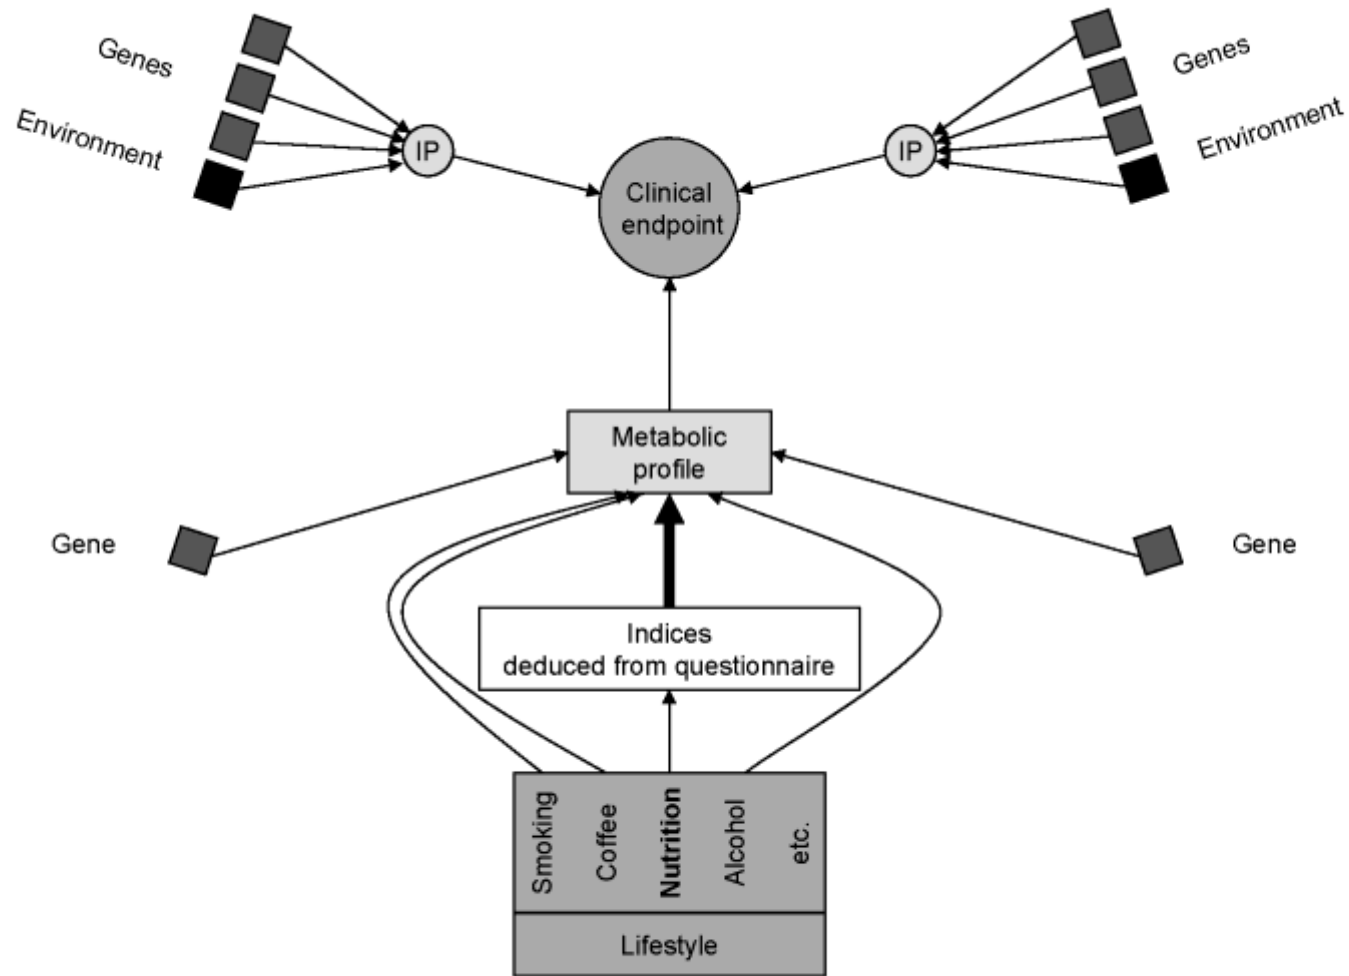 Genes
Environment
IP
Clinical
endpoint
IP
Genes
Environment
Metabolic
profile
Gene
Gene
Indices
deduced from questionnaire
Smoking
Coffee
Nutrition
Alcohol
etc.
Lifestyle